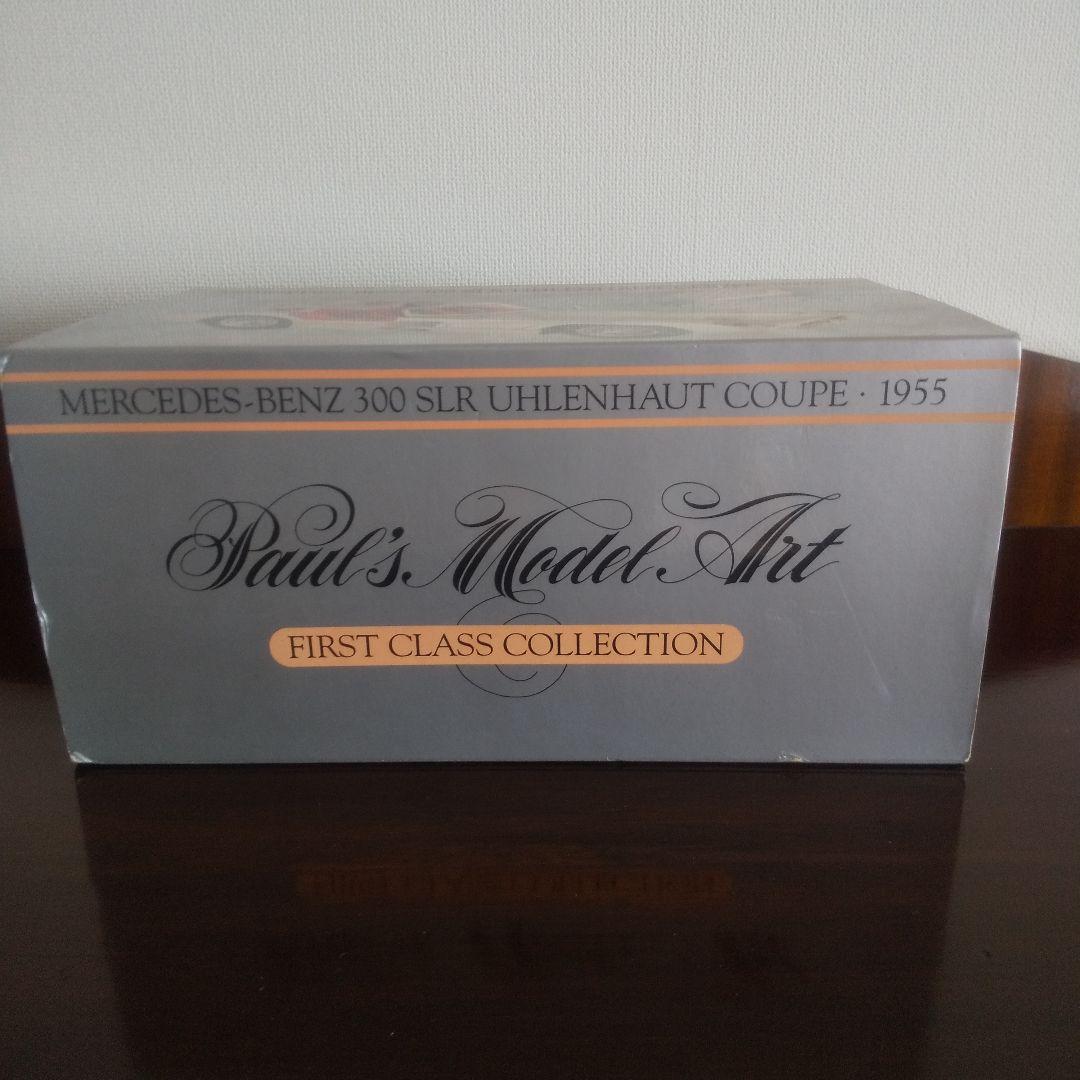 MERCEDES-BENZ 300 SLR UHLENHAUT COUPE · 1955
Paul's Model Art
FIRST CLASS COLLECTION